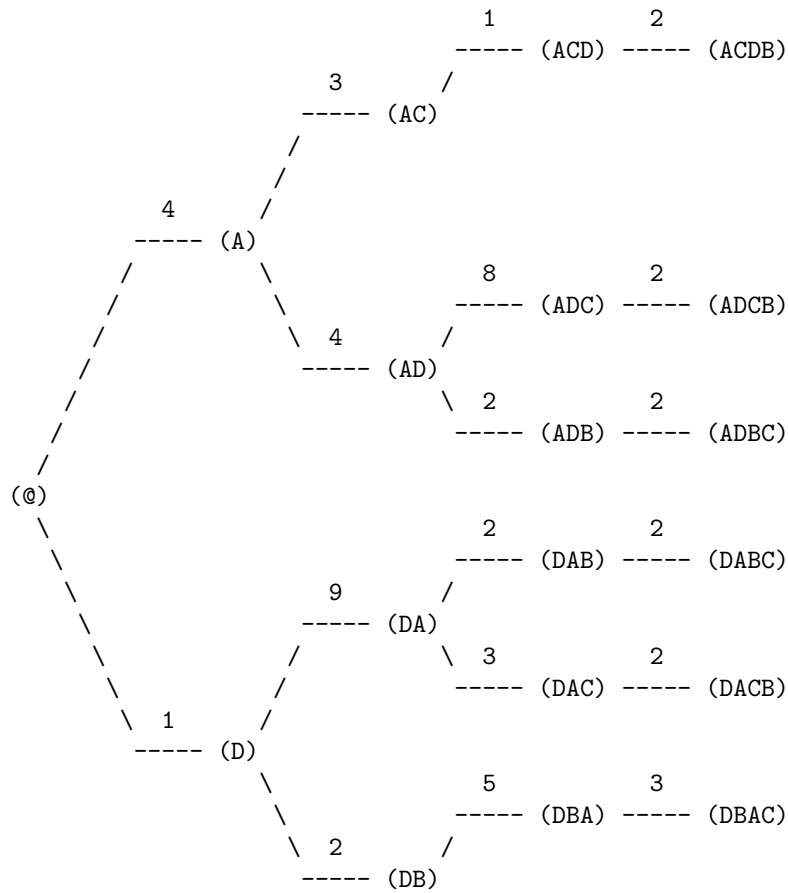 1 2
----- (ACD) ----- (ACDB)
3 /
----- (AC)
/
/
4 /
----- (A)
/ \ 8 2
/ \ ----- (ADC) ----- (ADCB)
/ \ 4 /
/ ----- (AD)
/ \ 2 2
/ ----- (ADB) ----- (ADBC)
/
(@)
\ 2 2
\ ----- (DAB) ----- (DABC)
\ 9 /
\ ----- (DA)
\ / \ 3 2
\ / ----- (DAC) ----- (DACB)
\ 1 /
----- (D)
\ 5 3
\ ----- (DBA) ----- (DBAC)
\ 2 /
----- (DB)